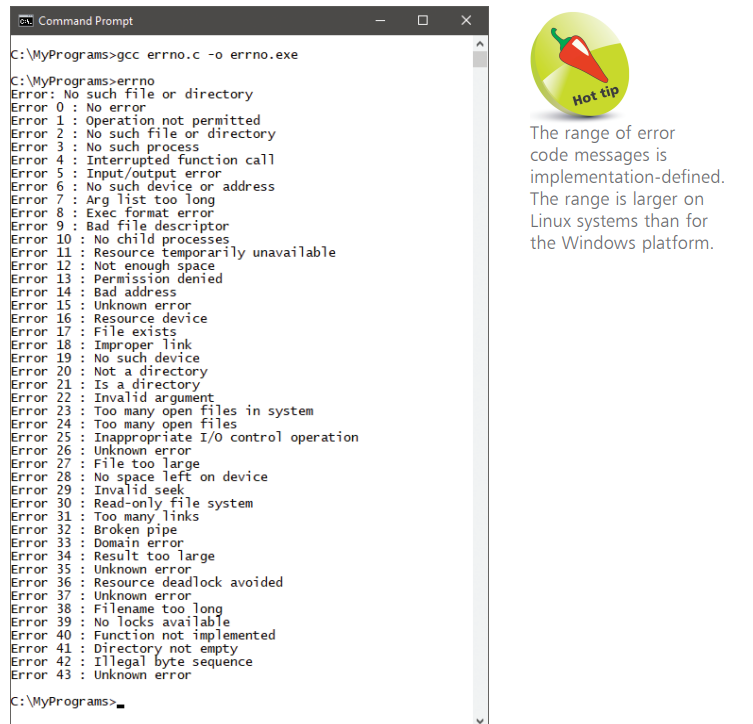 Command Prompt
C:\MyPrograms>gcc errno.c -o errno.exe
C:\MyPrograms>errno
Error: No such file or directory
Error 0 : No error
Error 1 : Operation not permitted
Error 2 : No such file or directory
Error 3 : No such process
Error 4 : Interrupted function call
Error 5 : Input/output error
Error 6 : No such device or address
Error 7 : Arg list too long
Error 8 : Exec format error
Error 9 : Bad file descriptor
Error 10 : No child processes
Error 11 : Resource temporarily unavailable
Error 12 : Not enough space
Error 13 : Permission denied
Error 14 : Bad address
Error 15 : Unknown error
Error 16 : Resource device
Error 17 : File exists
Error 18 : Improper link
Error 19 : No such device
Error 20 : Not a directory
Error 21 : Is a directory
Error 22 : Invalid argument
Error 23 : Too many open files in system
Error 24 : Too many open files
Error 25 : Inappropriate I/O control operation
Error 26 : Unknown error
Error 27 : File too large
Error 28 : No space left on device
Error 29 : Invalid seek
Error 30 : Read-only file system
Error 31 : Too many links
Error 32 : Broken pipe
Error 33 : Domain error
Error 34 : Result too large
Error 35 : Unknown error
Error 36 : Resource deadlock avoided
Error 37 : Unknown error
Error 38 : Filename too long
Error 39 : No locks available
Error 40 : Function not implemented
Error 41 : Directory not empty
Error 42 : Illegal byte sequence
Error 43 : Unknown error
C:\MyPrograms>
Hot tip
The range of error
code messages is
implementation-defined.
The range is larger on
Linux systems than for
the Windows platform.